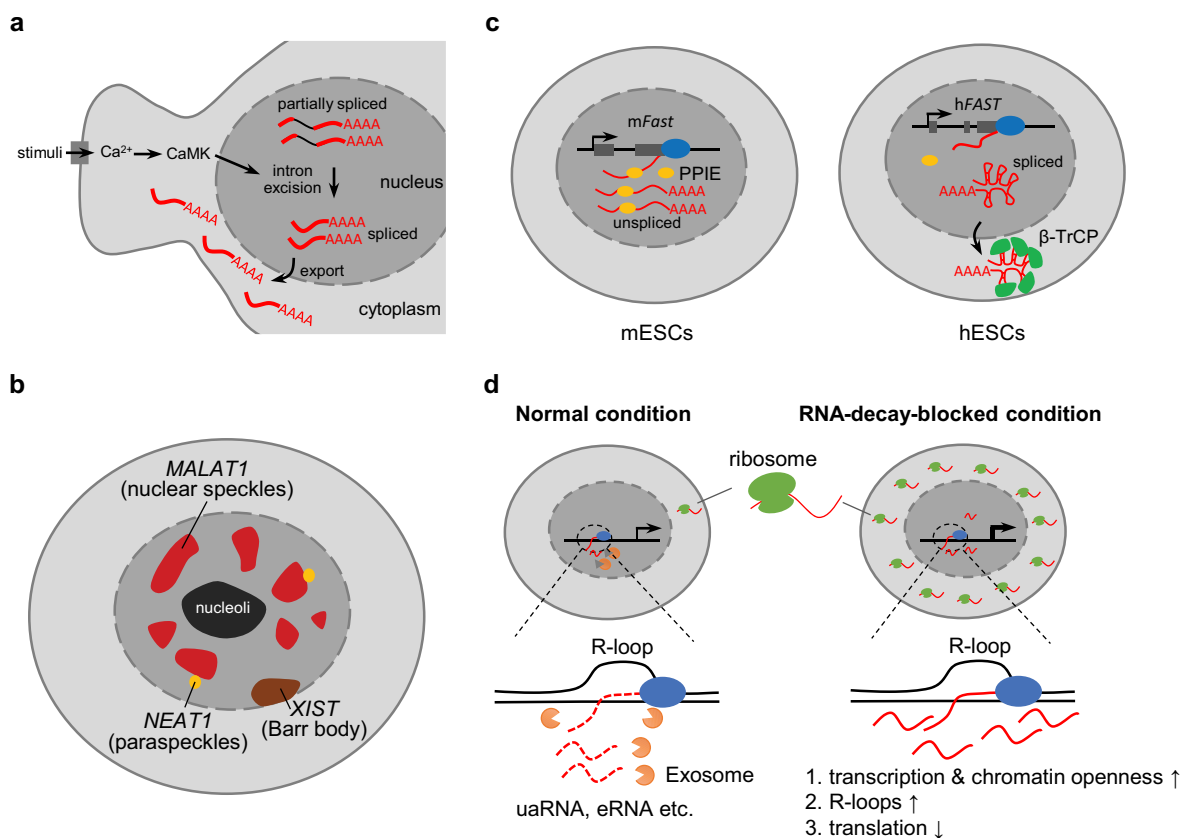 a
partially spliced
AAAA
AAAA
stimuli
Ca²⁺
CaMK
intron
excision
nucleus
AAAA
AAAA
AAAA
spliced
AAAA
export
AAAA
cytoplasm
b
MALAT1
(nuclear speckles)
nucleoli
NEAT1
(paraspeckles)
XIST
(Barr body)
c
mFast
PPIE
AAAA
AAAA
unspliced
mESCs
hFAST
spliced
AAAA
β-TrCP
AAAA
hESCs
d
Normal condition
RNA-decay-blocked condition
ribosome
R-loop
Exosome
uaRNA, eRNA etc.
R-loop
1. transcription & chromatin openness ↑
2. R-loops ↑
3. translation ↓